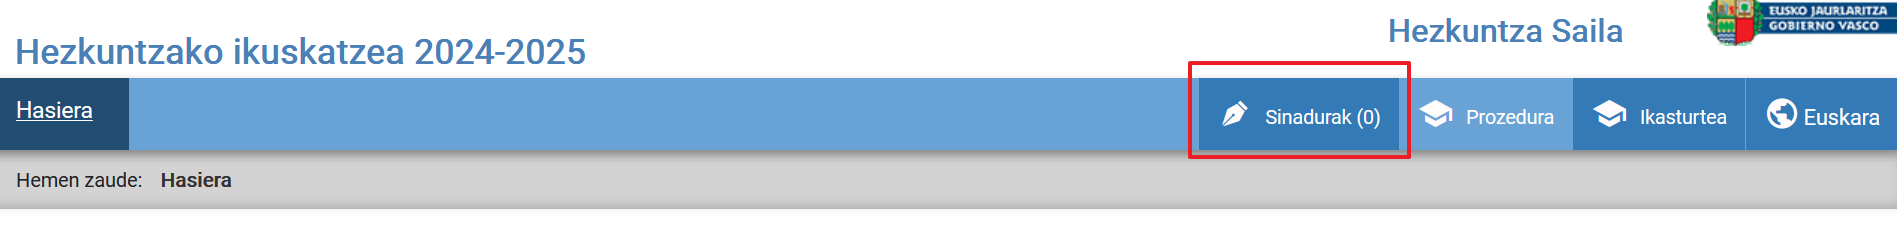 Hezkuntzako ikuskatzea 2024-2025
Hezkuntza Saila
EUSKO JAURLARITZA
GOBIERNO VASCO
Hasiera
Sinadurak (0)
Prozedura
Ikasturtea
Euskara
Hemen zaude: Hasiera